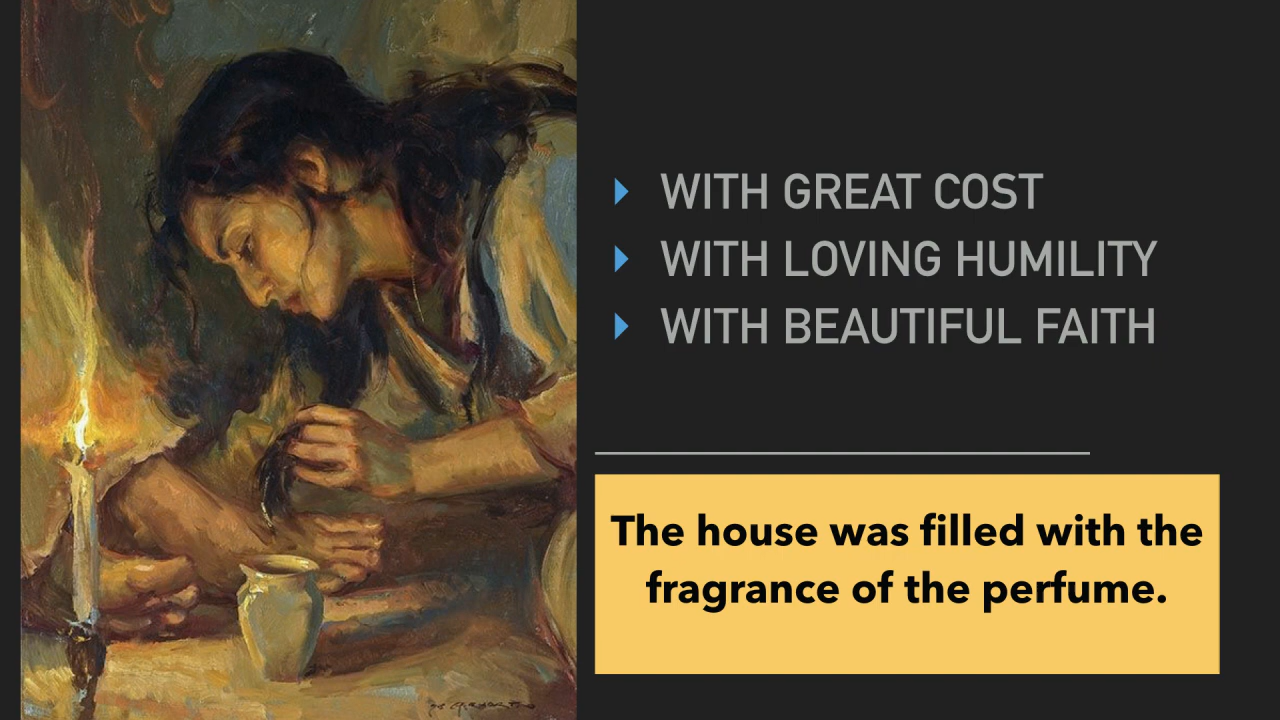 WITH GREAT COST
WITH LOVING HUMILITY
WITH BEAUTIFUL FAITH
The house was filled with the
fragrance of the perfume.